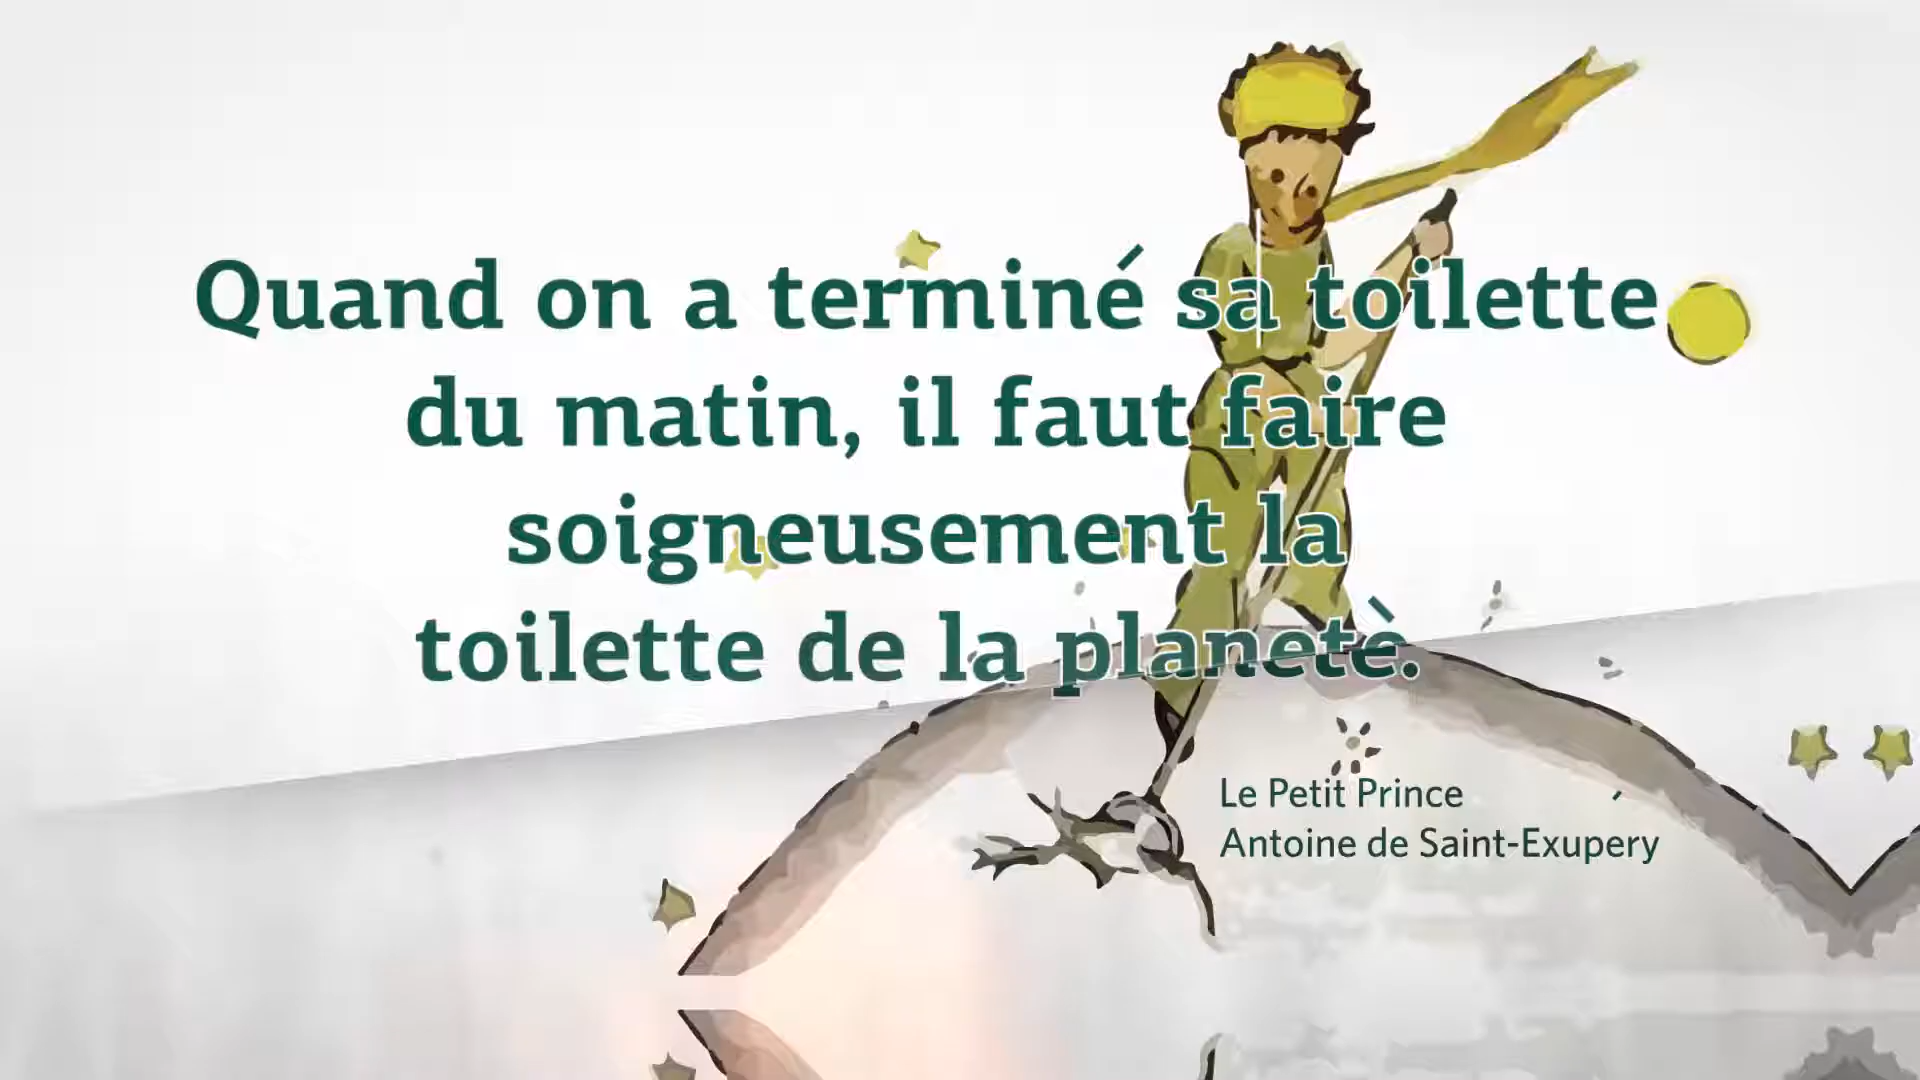 Quand on a terminé sa toilette
du matin, il faut faire
soigneusement la
toilette de la planetè.
Le Petit Prince
Antoine de Saint-Exupery